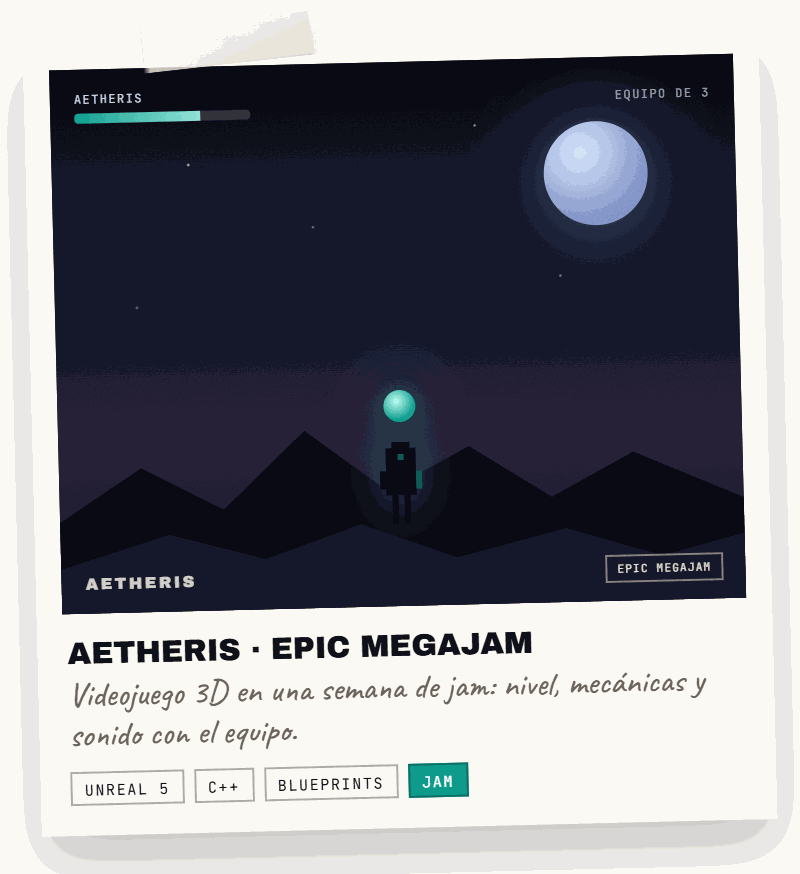 AETHERIS
EQUIPO DE 3
AETHERIS
EPIC MEGAJAM
AETHERIS · EPIC MEGAJAM
Videojuego 3D en una semana de jam: nivel, mecánicas y
sonido con el equipo.
UNREAL 5
C++
BLUEPRINTS
JAM